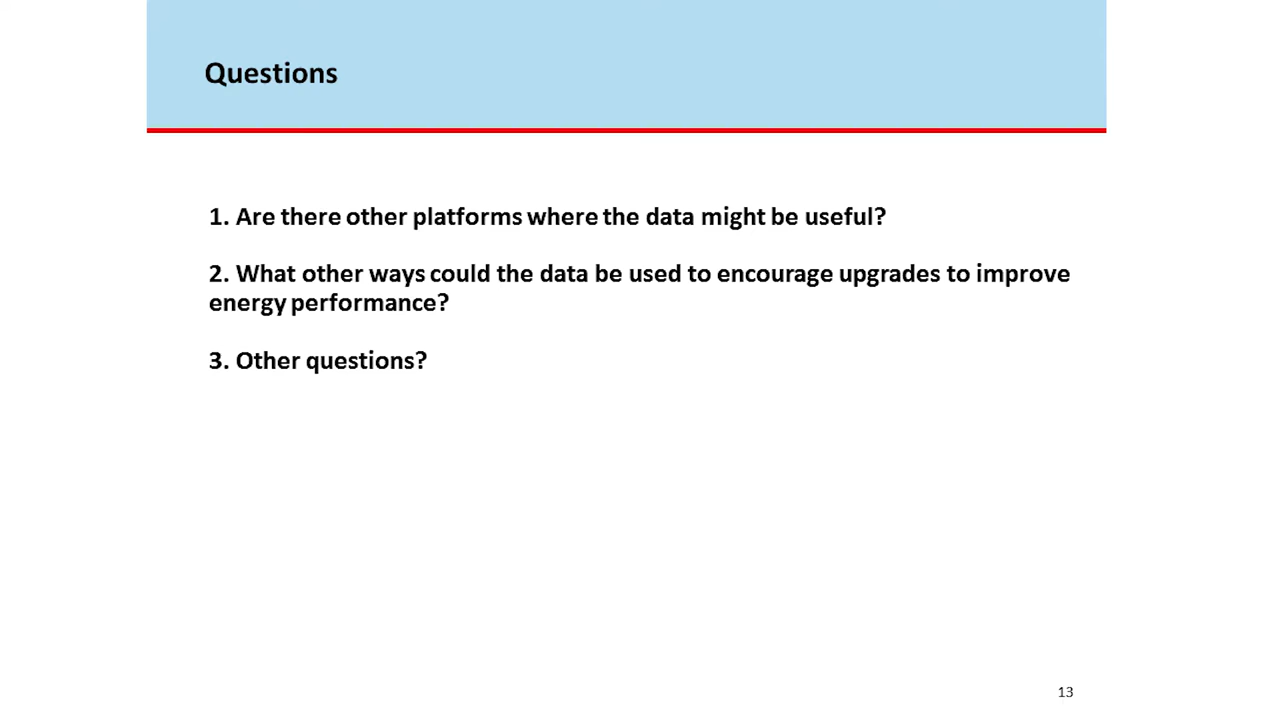 Questions
1. Are there other platforms where the data might be useful?
2. What other ways could the data be used to encourage upgrades to improve
energy performance?
3. Other questions?
13